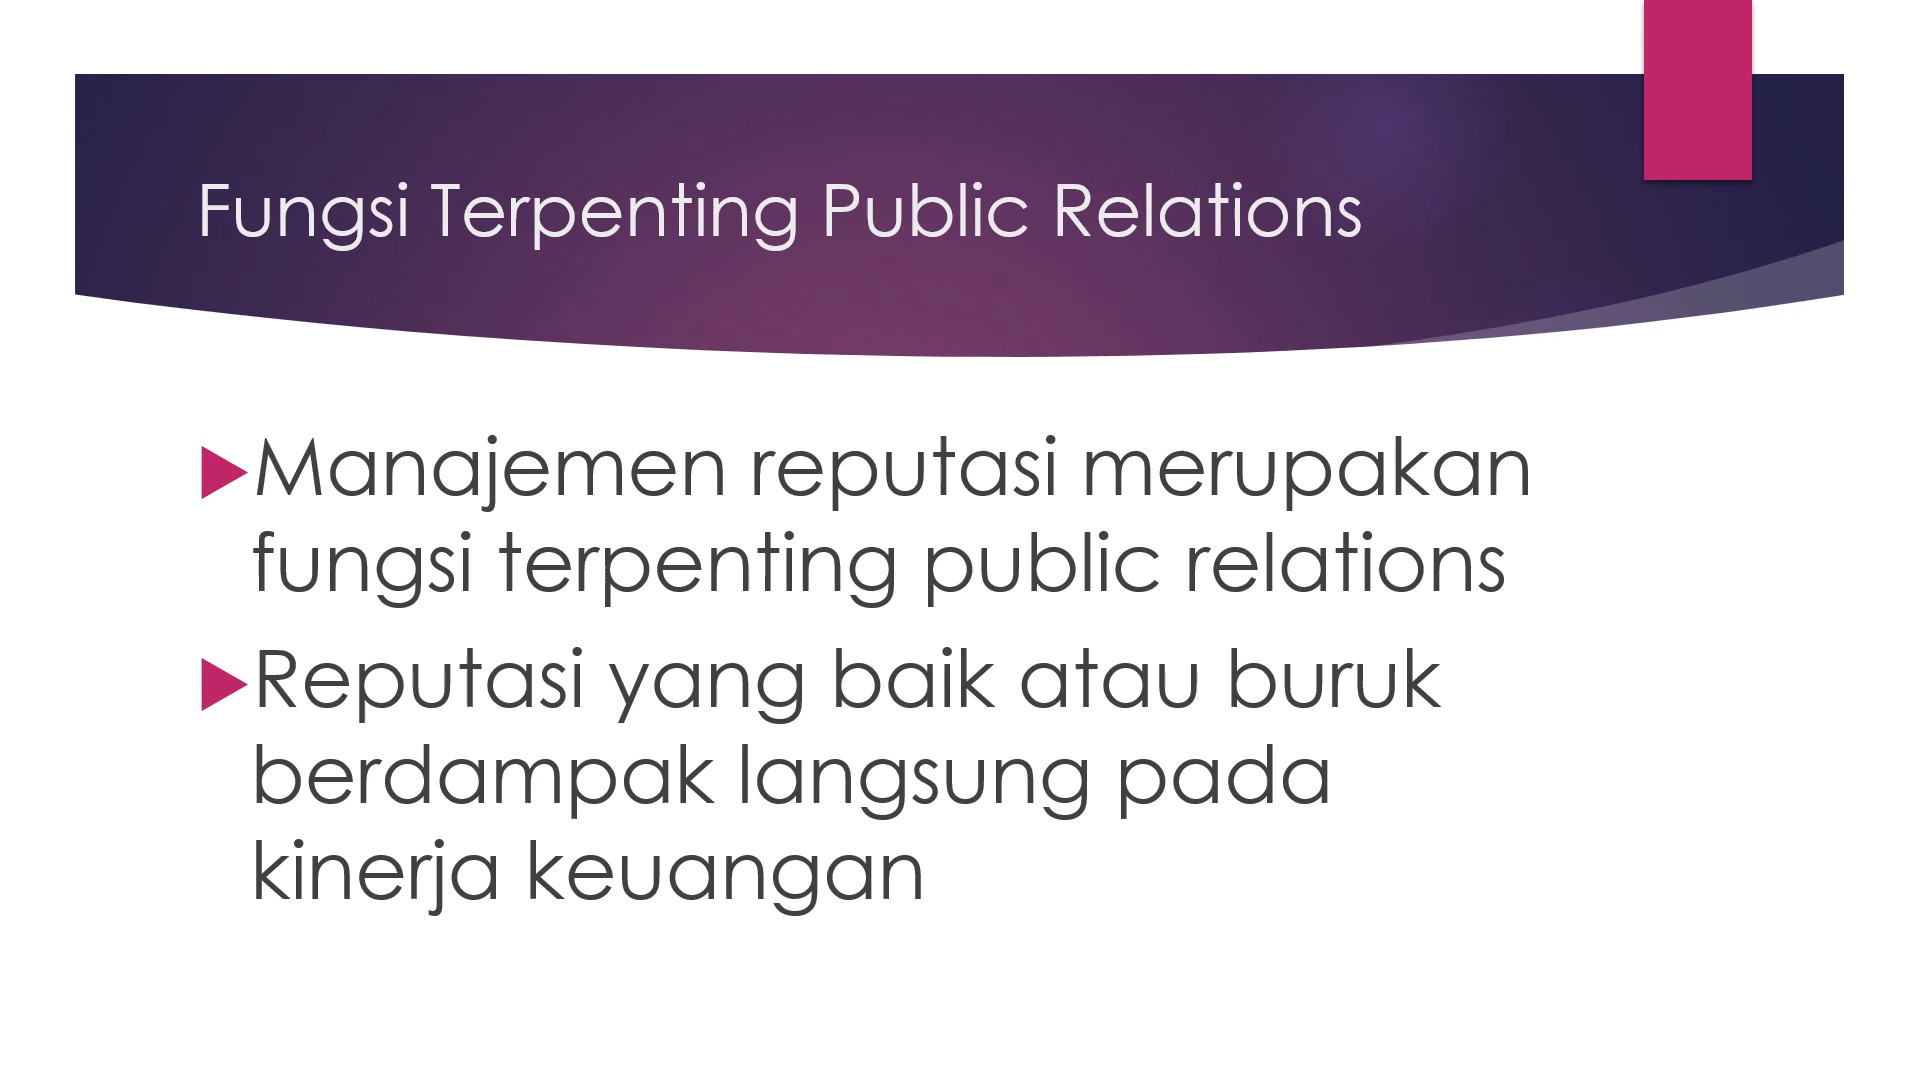 Fungsi Terpenting Public Relations
Manajemen reputasi merupakan
fungsi terpenting public relations
Reputasi yang baik atau buruk
berdampak langsung pada
kinerja keuangan